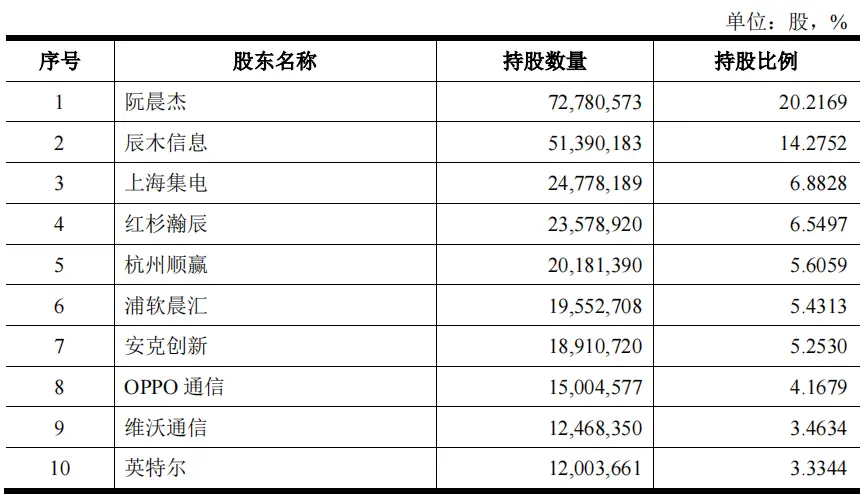 单位：股，%
序号 股东名称 持股数量 持股比例
1 阮晨杰 72,780,573 20.2169
2 辰木信息 51,390,183 14.2752
3 上海集电 24,778,189 6.8828
4 红杉瀚辰 23,578,920 6.5497
5 杭州顺赢 20,181,390 5.6059
6 浦软晨汇 19,552,708 5.4313
7 安克创新 18,910,720 5.2530
8 OPPO 通信 15,004,577 4.1679
9 维沃通信 12,468,350 3.4634
10 英特尔 12,003,661 3.3344